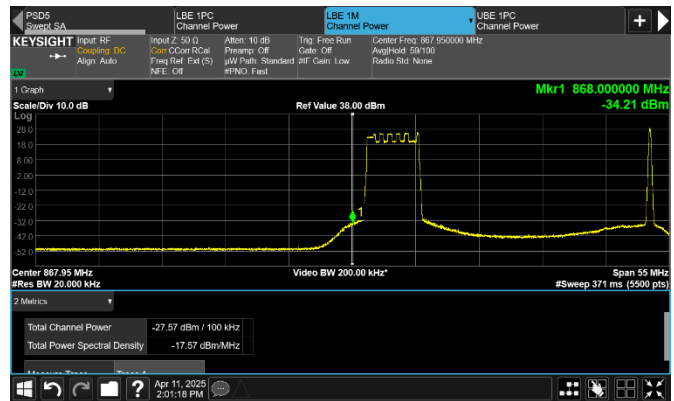 PSD5
Swept SA
LBE 1PC
Channel Power
LBE 1M
Channel Power
UBE 1PC
Channel Power
KEYSIGHT
Input: RF
Coupling: DC
Align: Auto
Input Z: 50 Ω
Corr CCorr RCal
Freq Ref: Ext (S)
NFE: Off
Atten: 10 dB
Preamp: Off
µW Path: Standard
#PNO: Fast
Trig: Free Run
Gate: Off
#IF Gain: Low
Center Freq: 867.950000 MHz
Avg|Hold: 59/100
Radio Std: None
LXI
1 Graph
Mkr1 868.000000 MHz
-34.21 dBm
Scale/Div 10.0 dB
Ref Value 38.00 dBm
Log
28.0
18.0
8.00
-2.00
-12.0
-22.0
-32.0
-42.0
-52.0
1
Center 867.95 MHz
#Res BW 20.000 kHz
Video BW 200.00 kHz*
Span 55 MHz
#Sweep 371 ms (5500 pts)
2 Metrics
Total Channel Power -27.57 dBm / 100 kHz
Total Power Spectral Density -17.57 dBm/MHz
Apr 11, 2025
2:01:18 PM